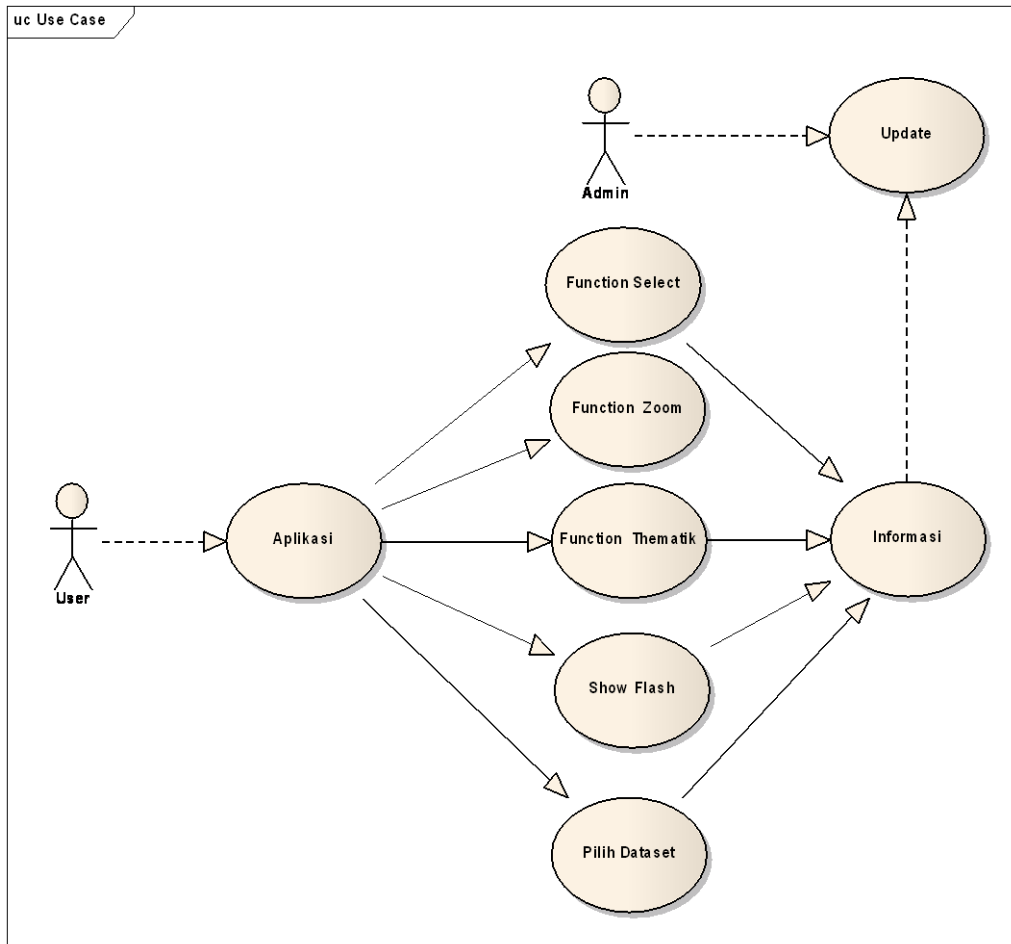 uc Use Case
Update
Admin
Function Select
Function Zoom
Aplikasi
Function Thematik
Informasi
User
Show Flash
Pilih Dataset